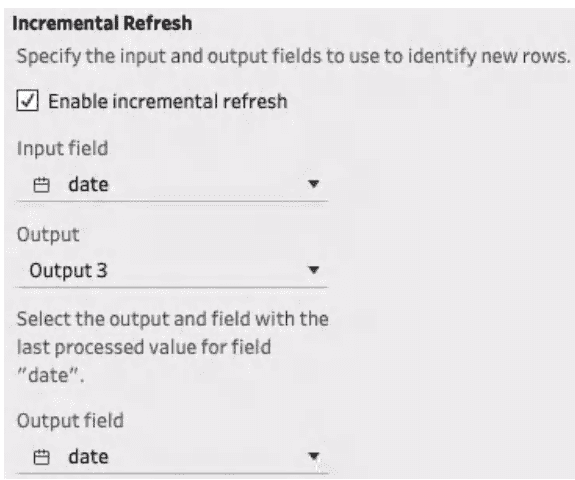 Incremental Refresh
Specify the input and output fields to use to identify new rows.
Enable incremental refresh
Input field
date
Output
Output 3
Select the output and field with the
last processed value for field
"date".
Output field
date